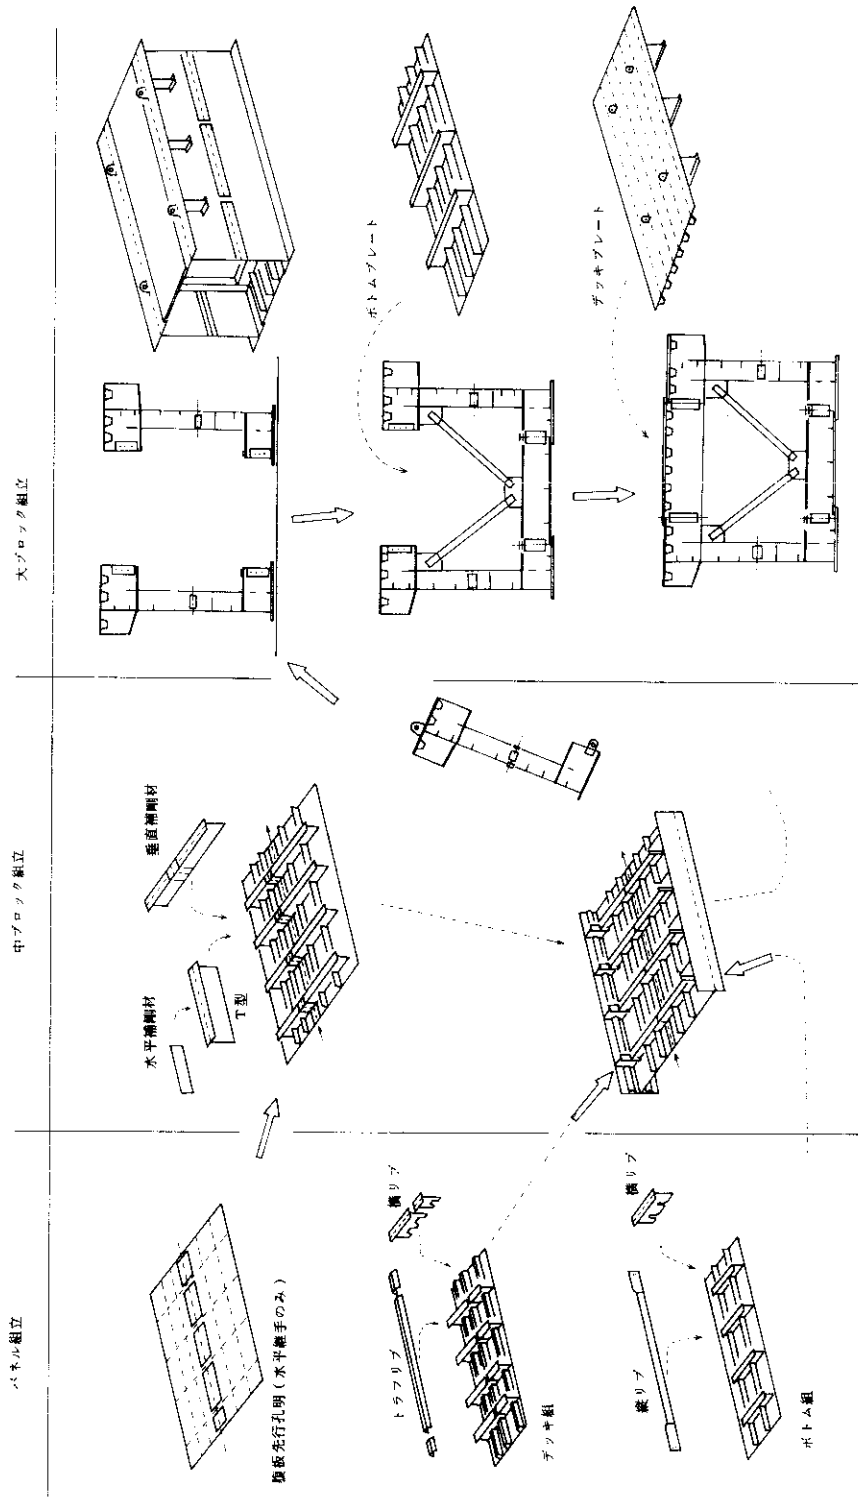 パネル組立
中ブロック組立
大ブロック組立
腹板先行孔明(水平継手のみ)
トラフリブ
横リブ
デッキ組
縦リブ
横リブ
ボトム組
水平補剛材
T型
垂直補剛材
ボトムプレート
デッキプレート